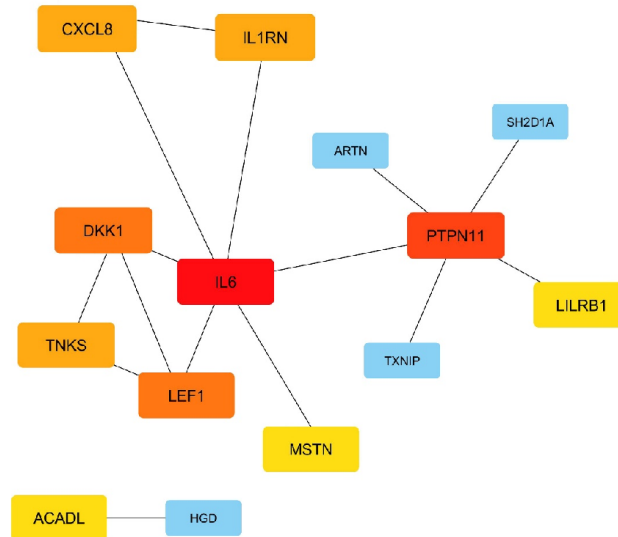 CXCL8
IL1RN
SH2D1A
ARTN
DKK1
PTPN11
IL6
LILRB1
TNKS
TXNIP
LEF1
MSTN
ACADL
HGD